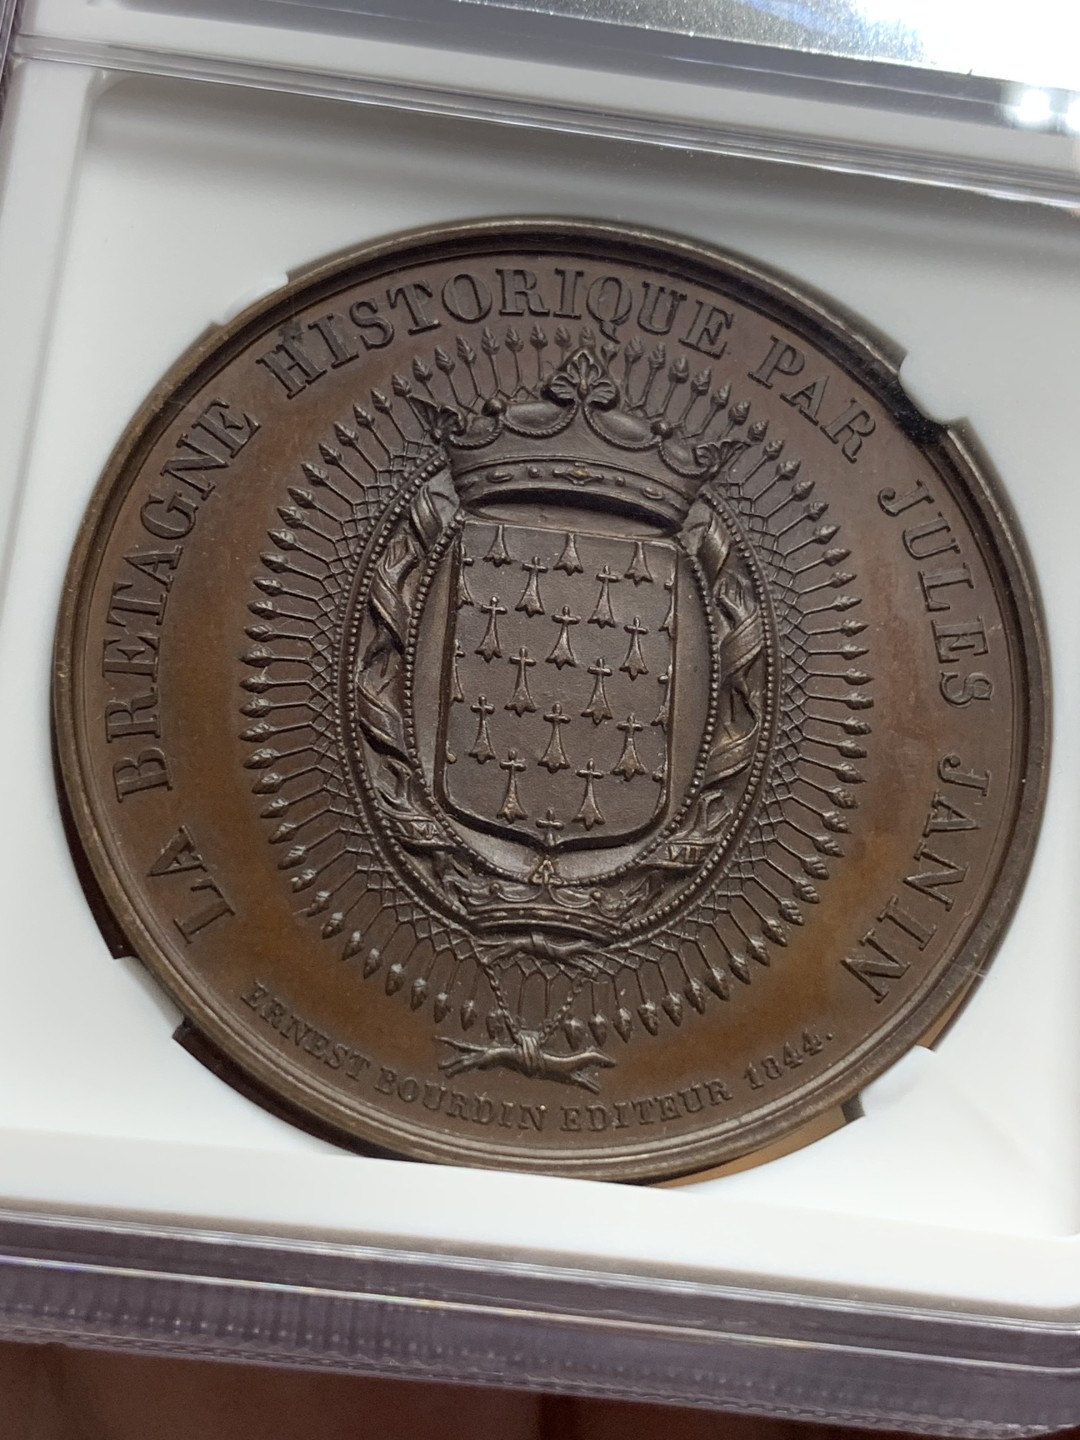 LA BRETAGNE HISTORIQUE PAR JULES JANIN
ERNEST BOURDIN EDITEUR 1844.